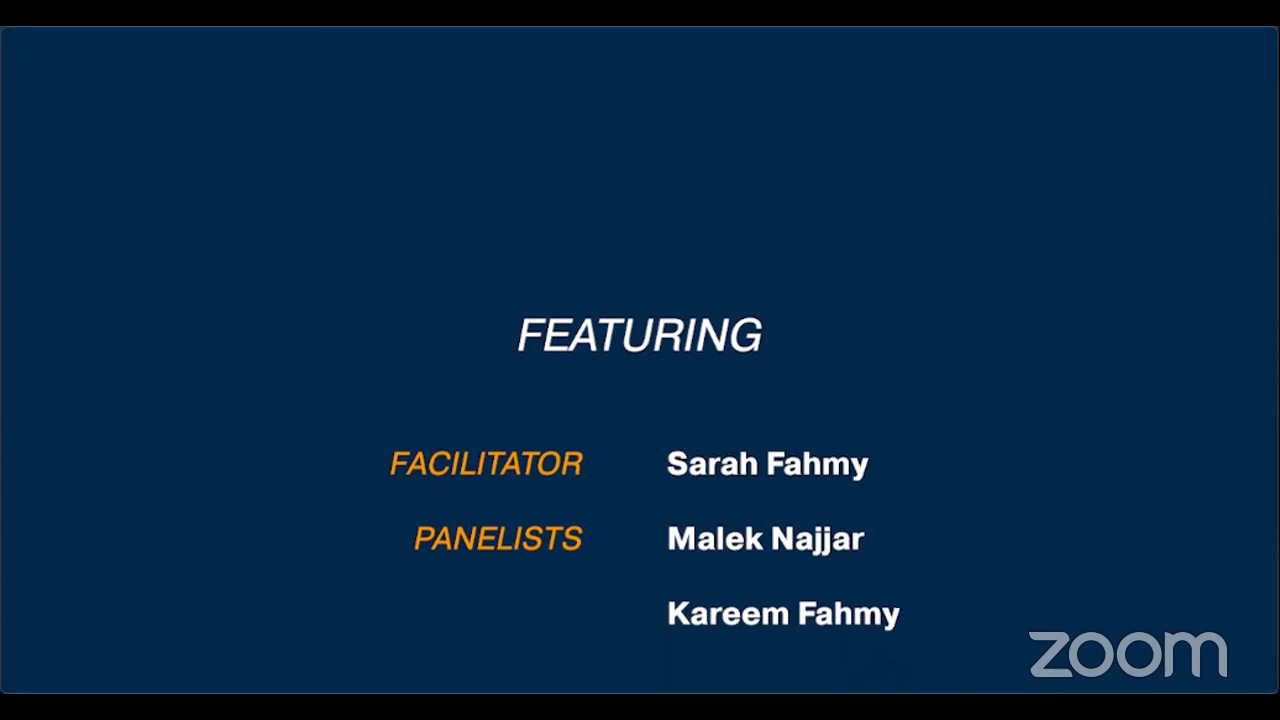 FEATURING
FACILITATOR Sarah Fahmy
PANELISTS Malek Najjar
Kareem Fahmy
zoom